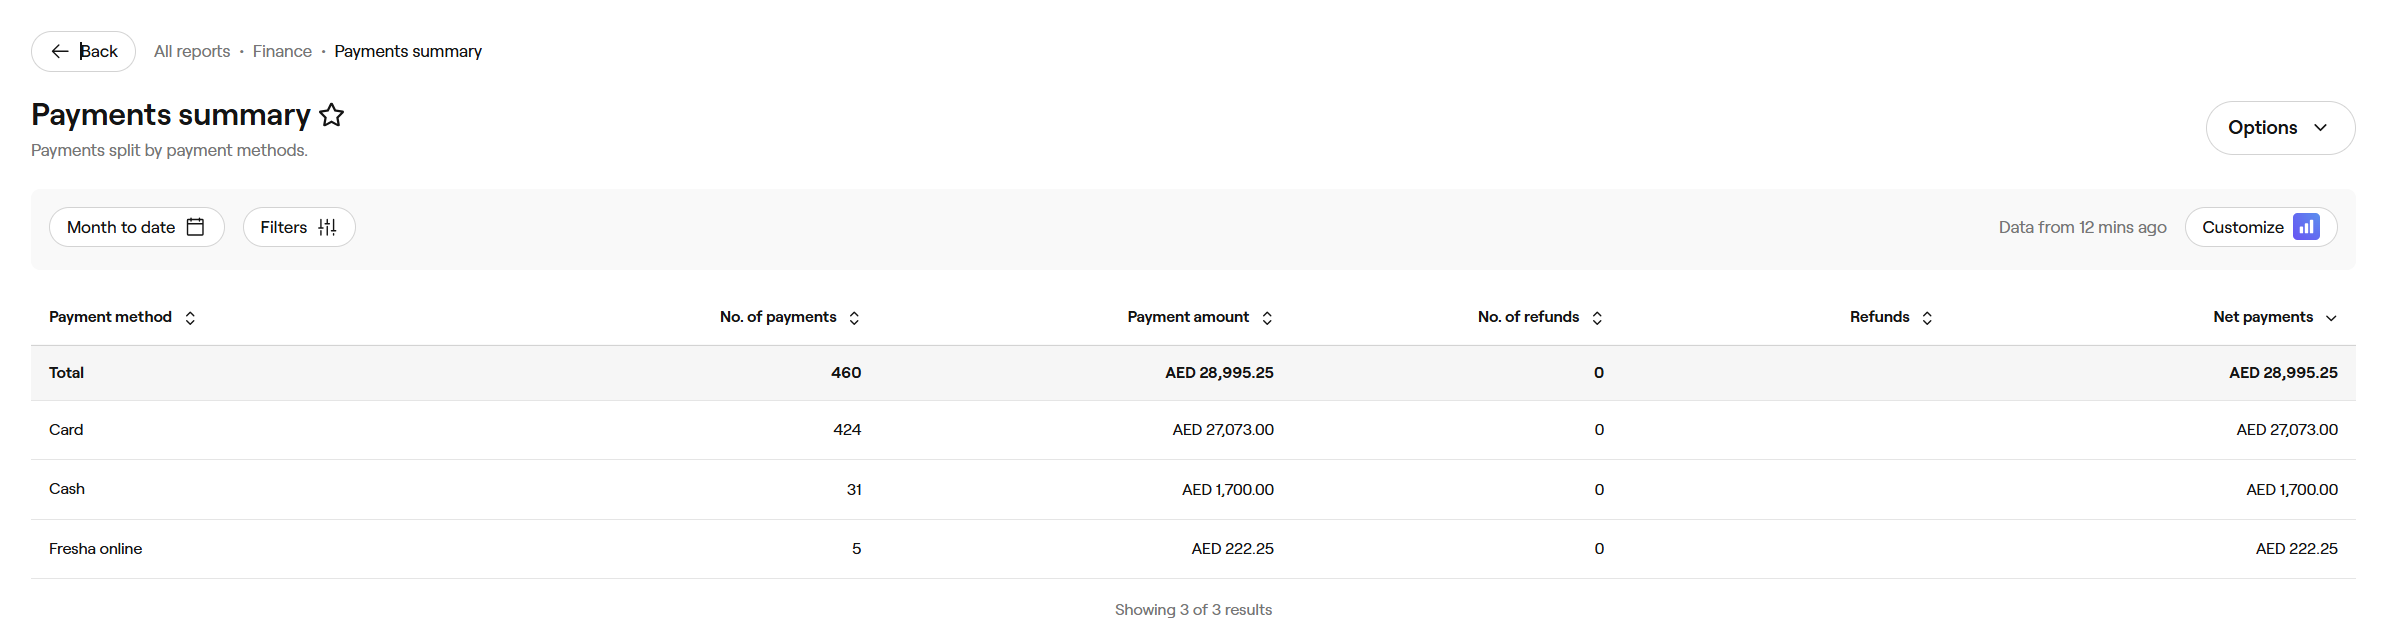 Back All reports • Finance • Payments summary
Payments summary
Payments split by payment methods.
Options
Month to date Filters Data from 12 mins ago Customize
Payment method No. of payments Payment amount No. of refunds Refunds Net payments
Total 460 AED 28,995.25 0 AED 28,995.25
Card 424 AED 27,073.00 0 AED 27,073.00
Cash 31 AED 1,700.00 0 AED 1,700.00
Fresha online 5 AED 222.25 0 AED 222.25
Showing 3 of 3 results